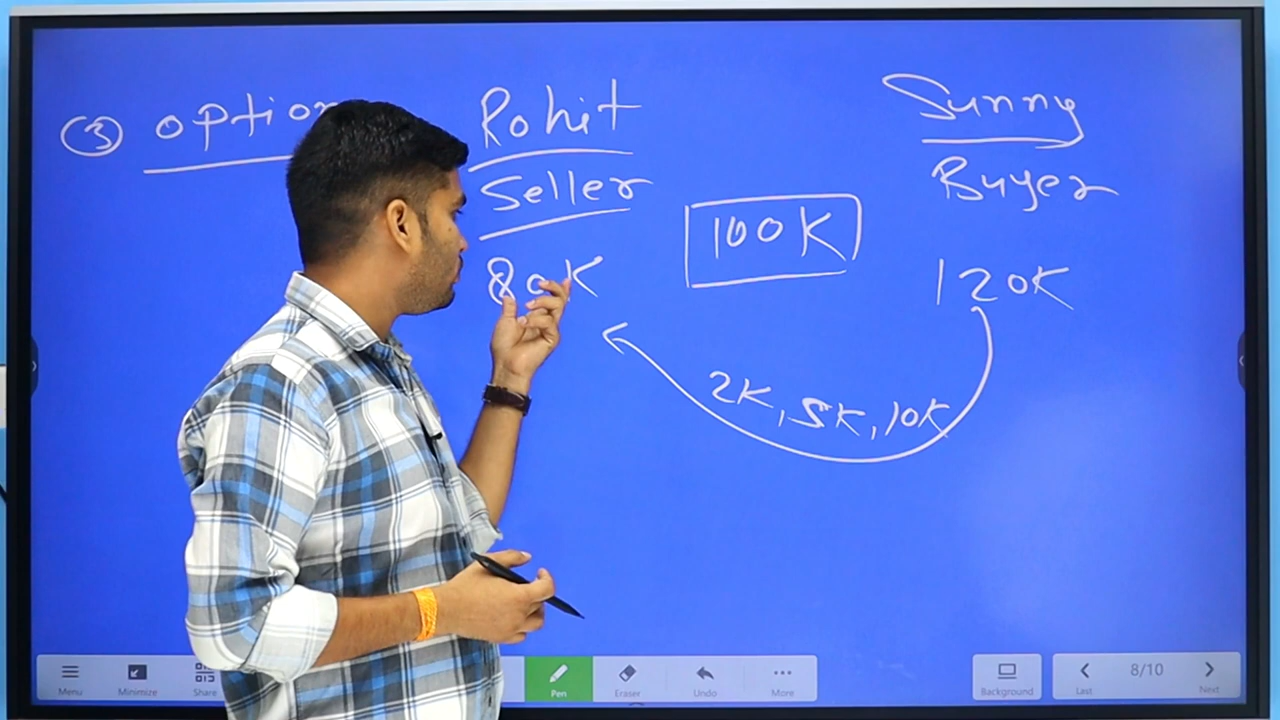 ③ optio
Rohit
Seller
80K
100K
Sunny
Buyer
120K
2K, 5K, 10K
Menu
Minimize
Share
Pen
Eraser
Undo
More
Background
Last
8/10
Next